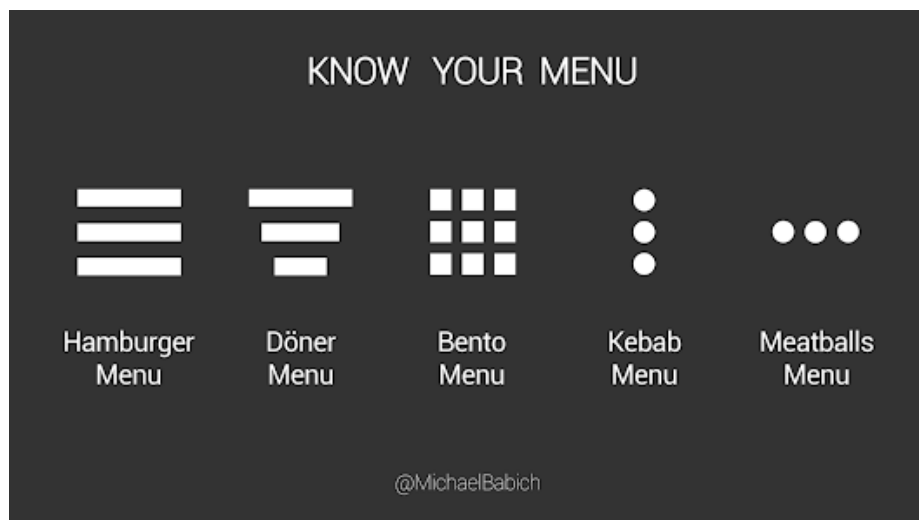 KNOW YOUR MENU
Hamburger Menu
Döner Menu
Bento Menu
Kebab Menu
Meatballs Menu
@MichaelBabich